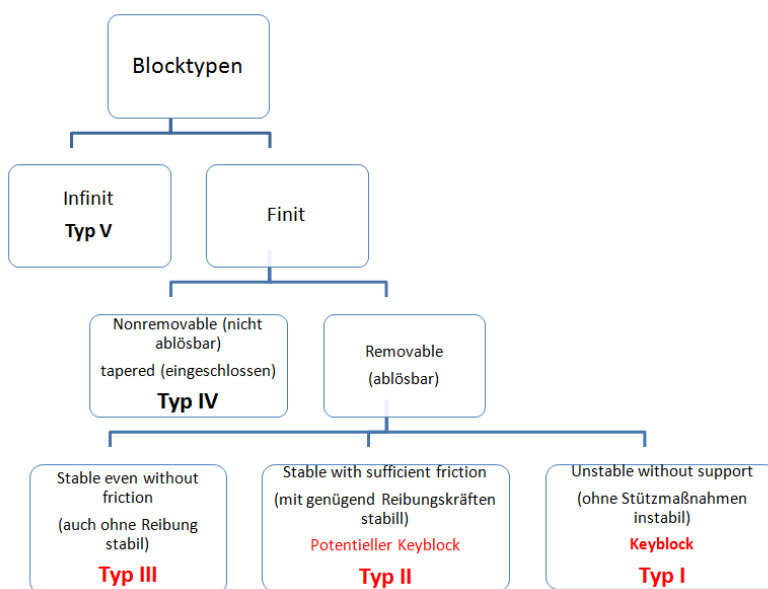 Blocktypen
Infinit
Typ V
Finit
Nonremovable (nicht
ablösbar)
tapered (eingeschlossen)
Typ IV
Removable
(ablösbar)
Stable even without
friction
(auch ohne Reibung
stabil)
Typ III
Stable with sufficient friction
(mit genügend Reibungskräften
stabill)
Potentieller Keyblock
Typ II
Unstable without support
(ohne Stützmaßnahmen
instabil)
Keyblock
Typ I